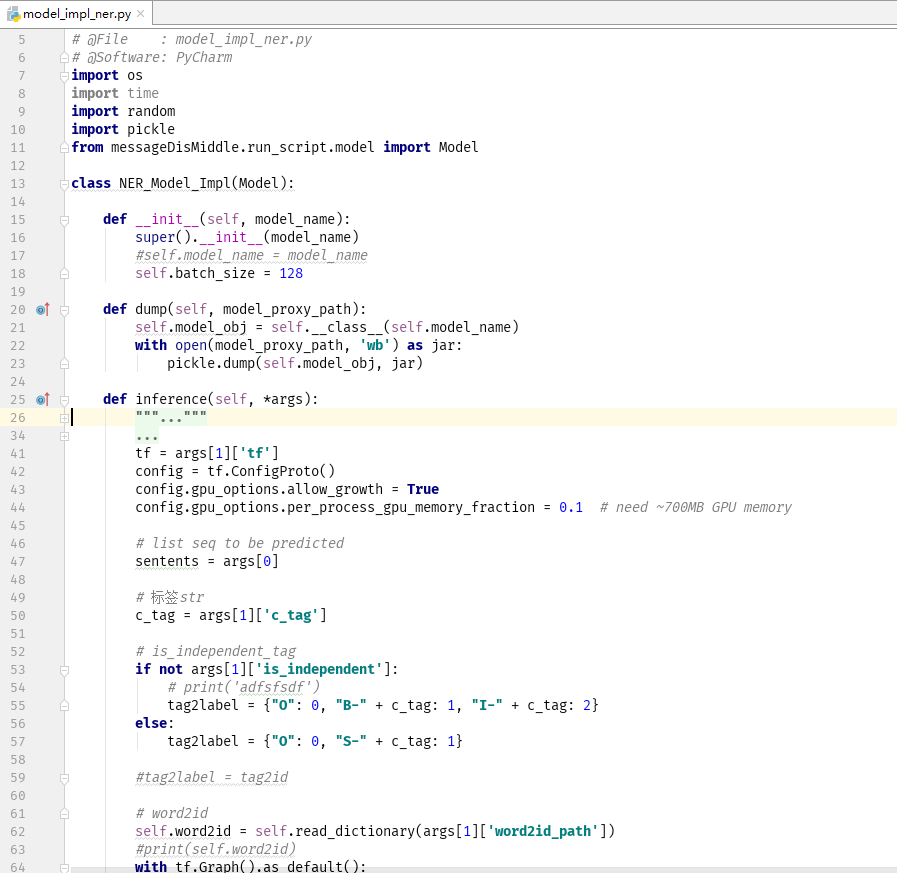 model_impl_ner.py
5 # @File    : model_impl_ner.py
6 # @Software: PyCharm
7 import os
8 import time
9 import random
10 import pickle
11 from messageDisMiddle.run_script.model import Model
12
13 class NER_Model_Impl(Model):
14
15     def __init__(self, model_name):
16         super().__init__(model_name)
17         #self.model_name = model_name
18         self.batch_size = 128
19
20     def dump(self, model_proxy_path):
21         self.model_obj = self.__class__(self.model_name)
22         with open(model_proxy_path, 'wb') as jar:
23             pickle.dump(self.model_obj, jar)
24
25     def inference(self, *args):
26         """..."""
34         ...
41         tf = args[1]['tf']
42         config = tf.ConfigProto()
43         config.gpu_options.allow_growth = True
44         config.gpu_options.per_process_gpu_memory_fraction = 0.1  # need ~700MB GPU memory
45
46         # list seq to be predicted
47         sentents = args[0]
48
49         # 标签str
50         c_tag = args[1]['c_tag']
51
52         # is_independent_tag
53         if not args[1]['is_independent']:
54             # print('adfsfsdf')
55             tag2label = {"O": 0, "B-" + c_tag: 1, "I-" + c_tag: 2}
56         else:
57             tag2label = {"O": 0, "S-" + c_tag: 1}
58
59         #tag2label = tag2id
60
61         # word2id
62         self.word2id = self.read_dictionary(args[1]['word2id_path'])
63         #print(self.word2id)
64         with tf.Graph().as_default():